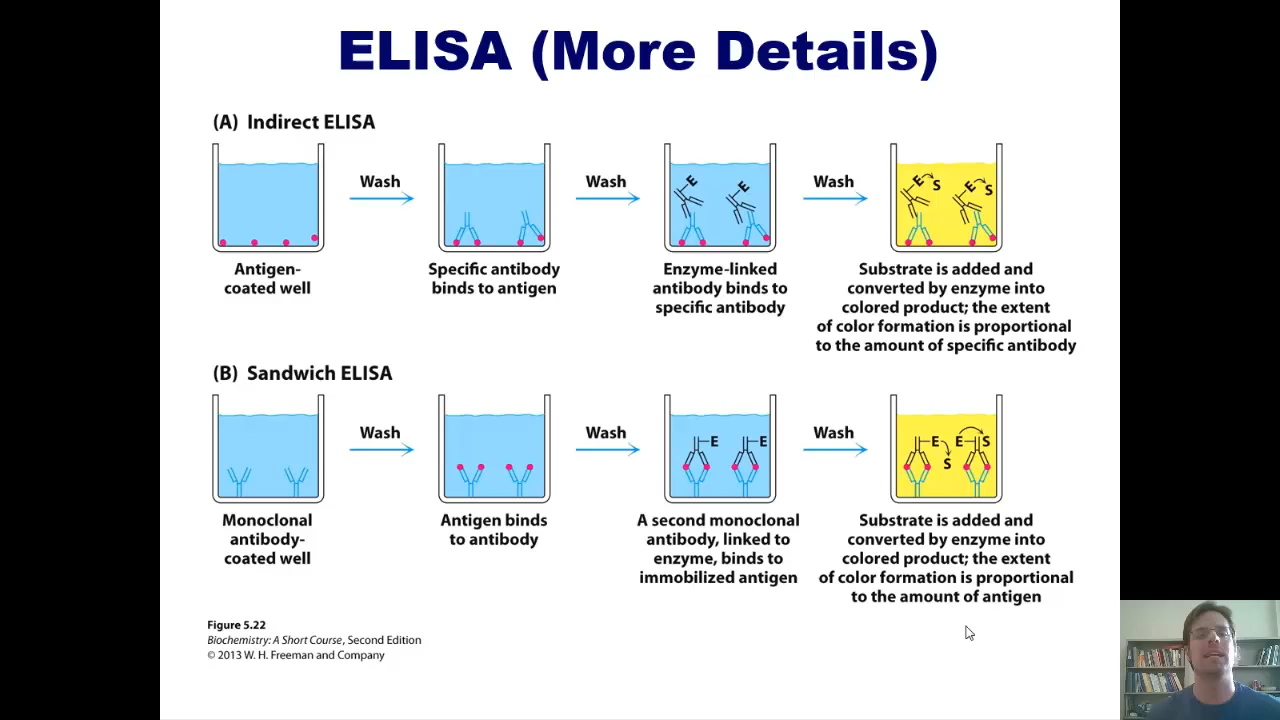 ELISA (More Details)
(A) Indirect ELISA
Wash
Wash
Wash
E
E
E
S
E
S
Antigen-
coated well
Specific antibody
binds to antigen
Enzyme-linked
antibody binds to
specific antibody
Substrate is added and
converted by enzyme into
colored product; the extent
of color formation is proportional
to the amount of specific antibody
(B) Sandwich ELISA
Wash
Wash
Wash
E
E
E
S
E
S
Monoclonal
antibody-
coated well
Antigen binds
to antibody
A second monoclonal
antibody, linked to
enzyme, binds to
immobilized antigen
Substrate is added and
converted by enzyme into
colored product; the extent
of color formation is proportional
to the amount of antigen
Figure 5.22
Biochemistry: A Short Course, Second Edition
© 2013 W. H. Freeman and Company